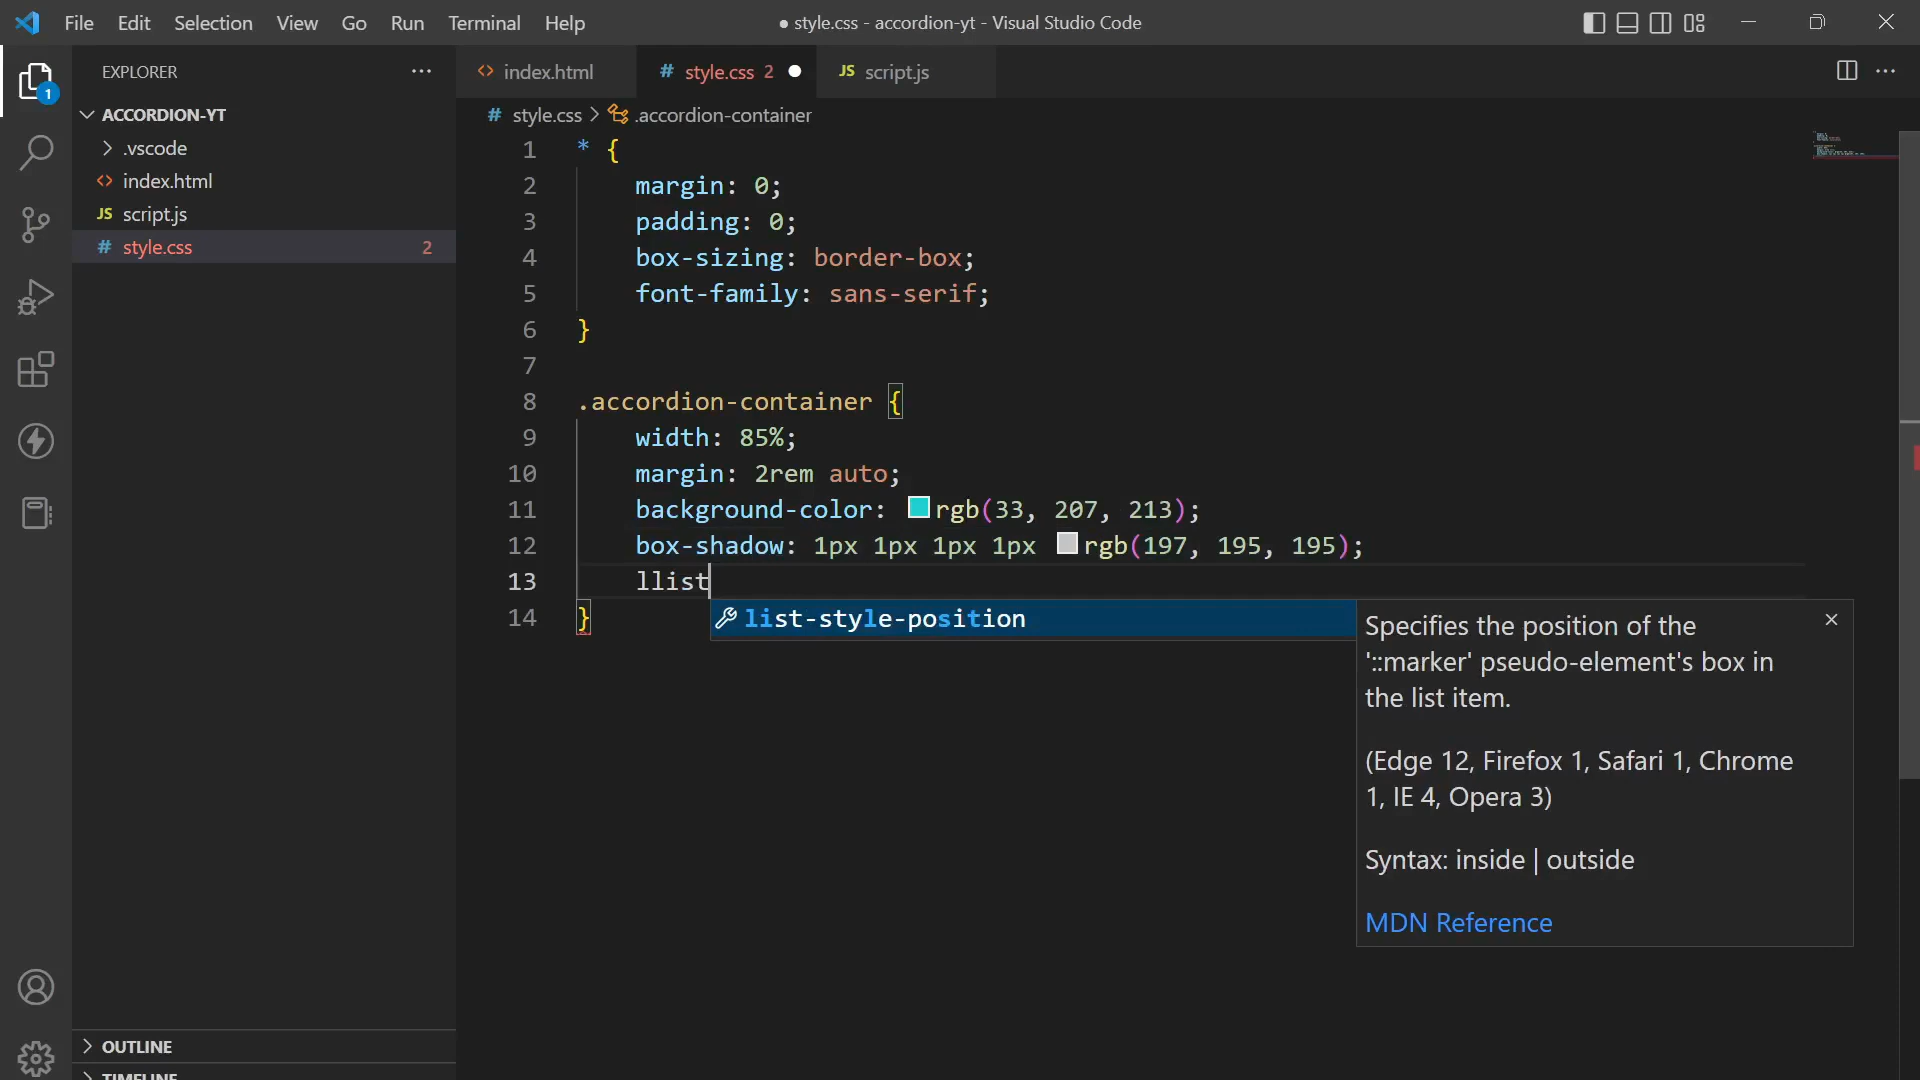 File Edit Selection View Go Run Terminal Help
● style.css - accordion-yt - Visual Studio Code
EXPLORER
1
ACCORDION-YT
.vscode
<> index.html
JS script.js
# style.css 2
OUTLINE
TIMELINE
<> index.html
# style.css 2 ●
JS script.js
# style.css > .accordion-container
1 * {
2 margin: 0;
3 padding: 0;
4 box-sizing: border-box;
5 font-family: sans-serif;
6 }
7
8 .accordion-container {
9 width: 85%;
10 margin: 2rem auto;
11 background-color: rgb(33, 207, 213);
12 box-shadow: 1px 1px 1px 1px rgb(197, 195, 195);
13 llist
14 }
list-style-position
Specifies the position of the
'::marker' pseudo-element's box in
the list item.
(Edge 12, Firefox 1, Safari 1, Chrome
1, IE 4, Opera 3)
Syntax: inside | outside
MDN Reference